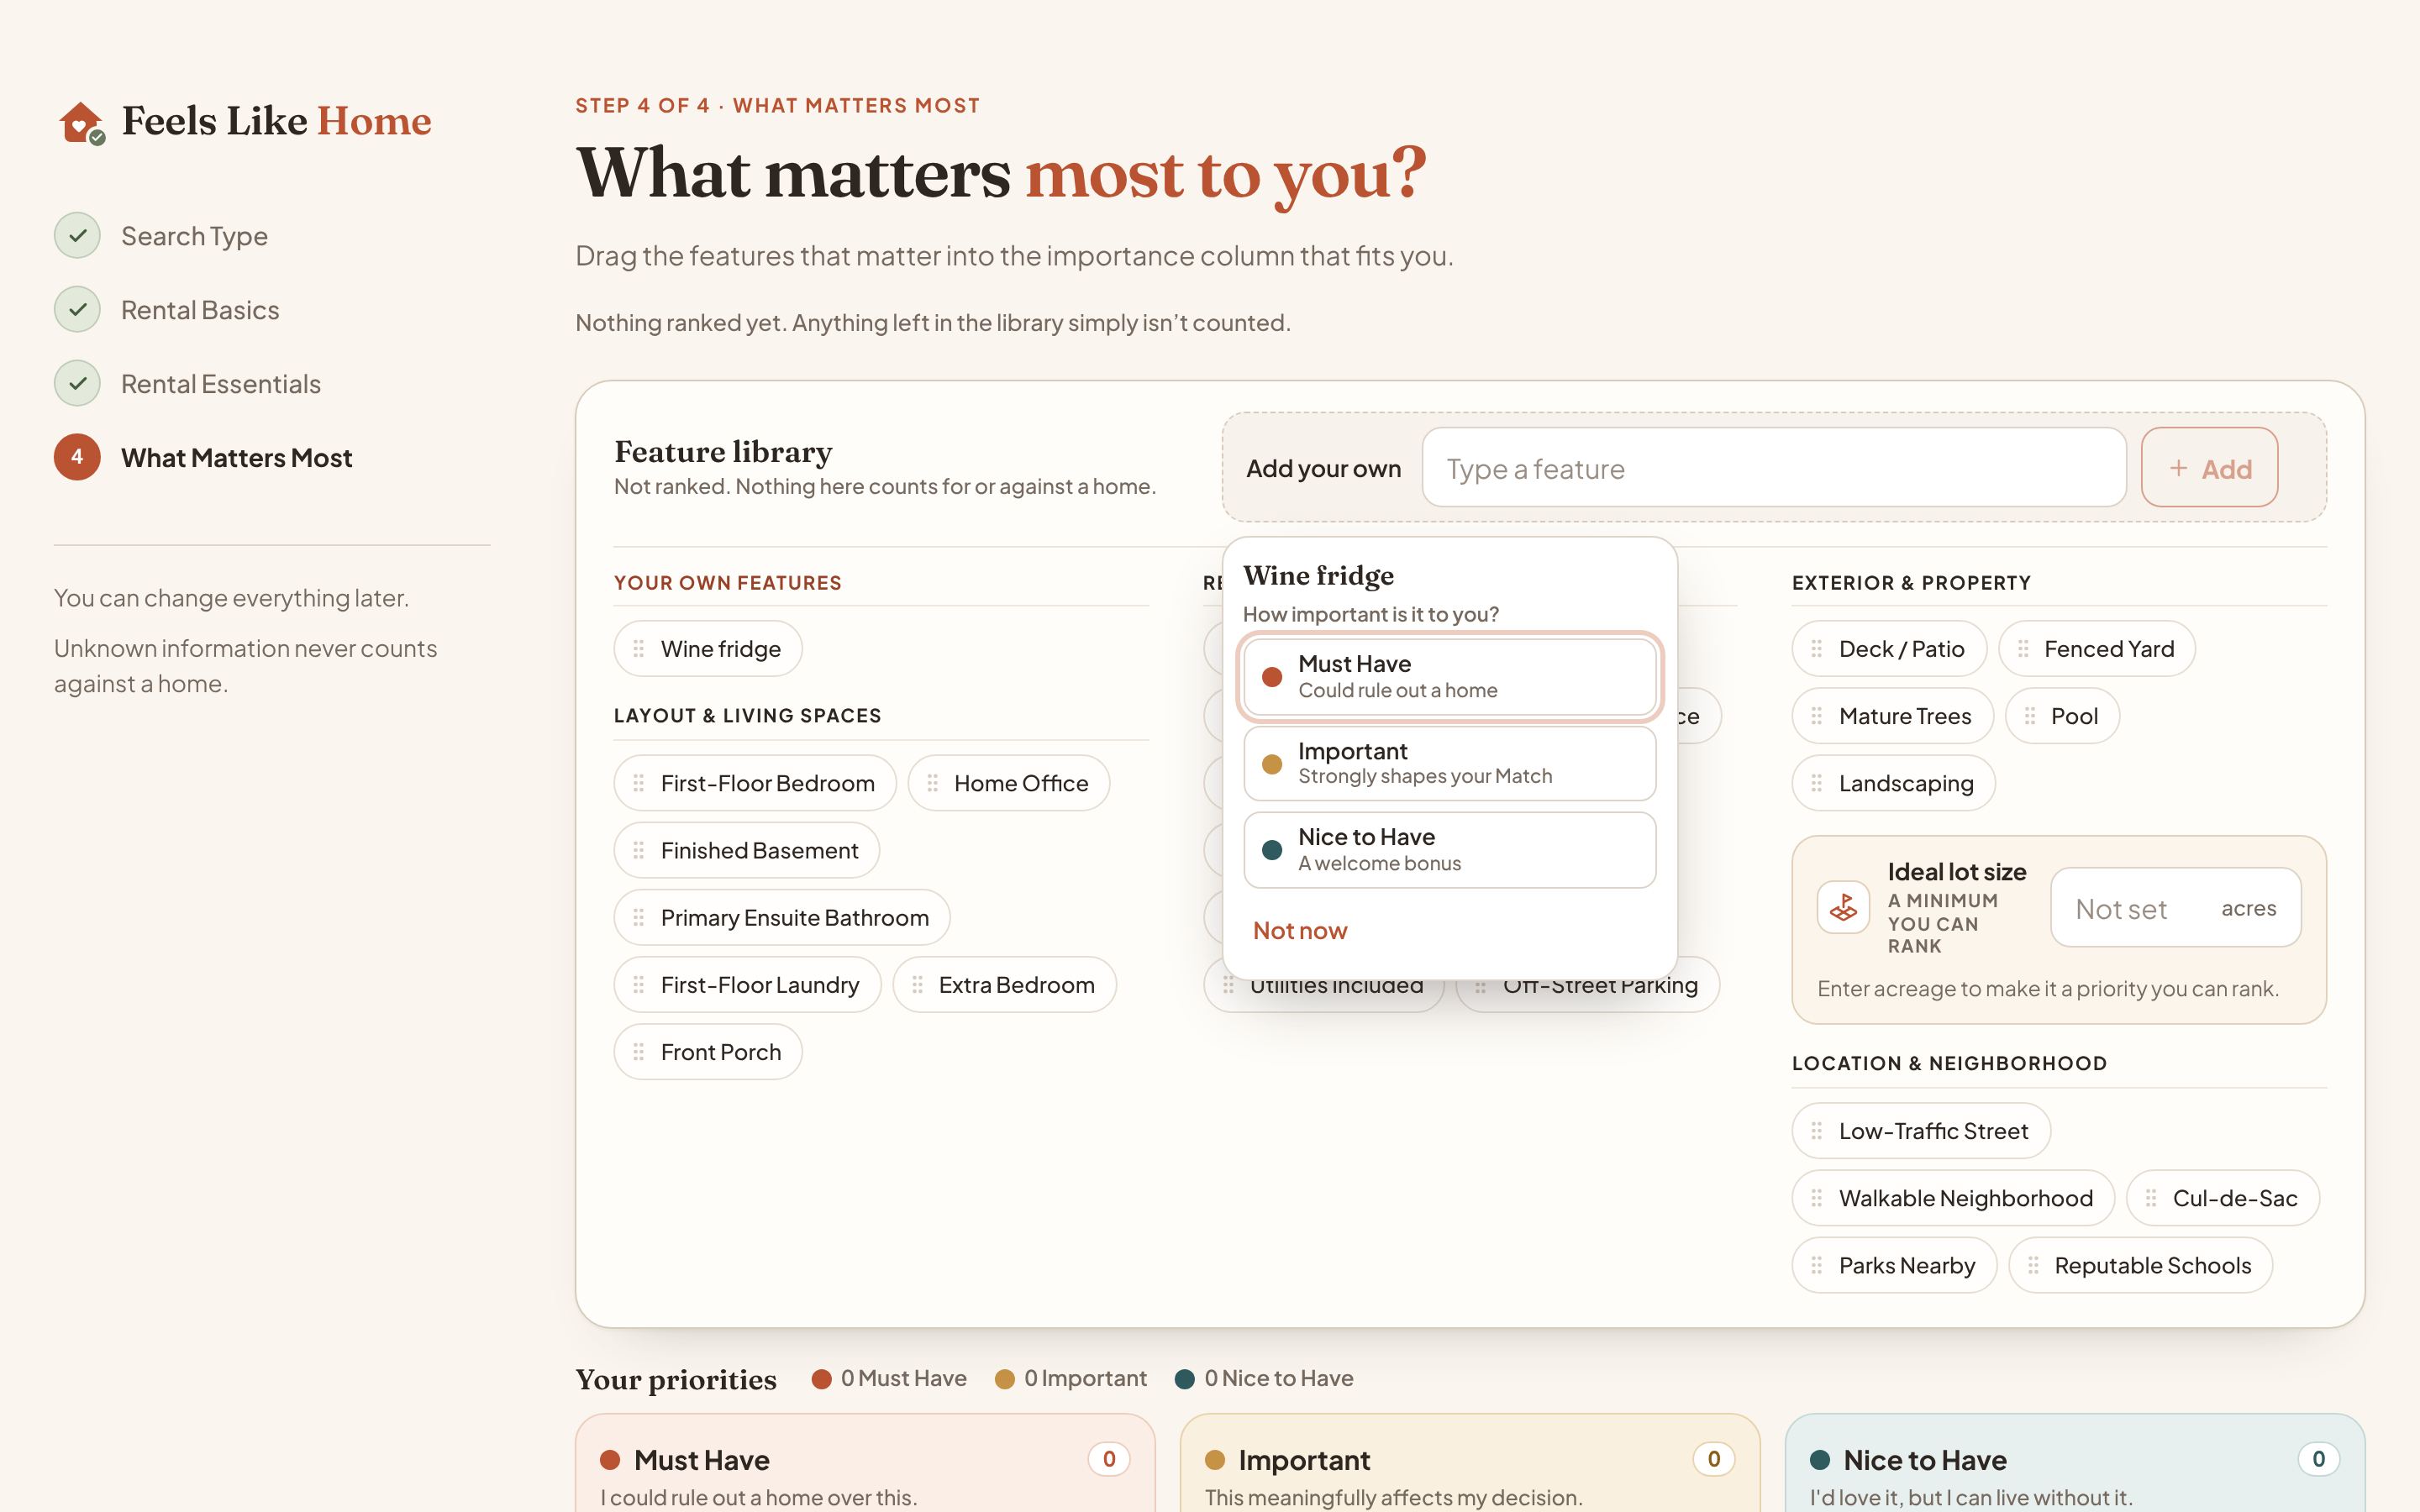 Feels Like Home
Search Type
Rental Basics
Rental Essentials
4
What Matters Most
You can change everything later.
Unknown information never counts
against a home.
STEP 4 OF 4 · WHAT MATTERS MOST
What matters most to you?
Drag the features that matter into the importance column that fits you.
Nothing ranked yet. Anything left in the library simply isn’t counted.
Feature library
Not ranked. Nothing here counts for or against a home.
Add your own
Type a feature
+ Add
YOUR OWN FEATURES
Wine fridge
LAYOUT & LIVING SPACES
First-Floor Bedroom
Home Office
Finished Basement
Primary Ensuite Bathroom
First-Floor Laundry
Extra Bedroom
Front Porch
Wine fridge
How important is it to you?
Must Have
Could rule out a home
Important
Strongly shapes your Match
Nice to Have
A welcome bonus
Not now
Utilities Included
Off-Street Parking
EXTERIOR & PROPERTY
Deck / Patio
Fenced Yard
Mature Trees
Pool
Landscaping
Ideal lot size
A MINIMUM
YOU CAN
RANK
Not set
acres
Enter acreage to make it a priority you can rank.
LOCATION & NEIGHBORHOOD
Low-Traffic Street
Walkable Neighborhood
Cul-de-Sac
Parks Nearby
Reputable Schools
Your priorities
0 Must Have
0 Important
0 Nice to Have
Must Have
0
I could rule out a home over this.
Important
0
This meaningfully affects my decision.
Nice to Have
0
I'd love it, but I can live without it.